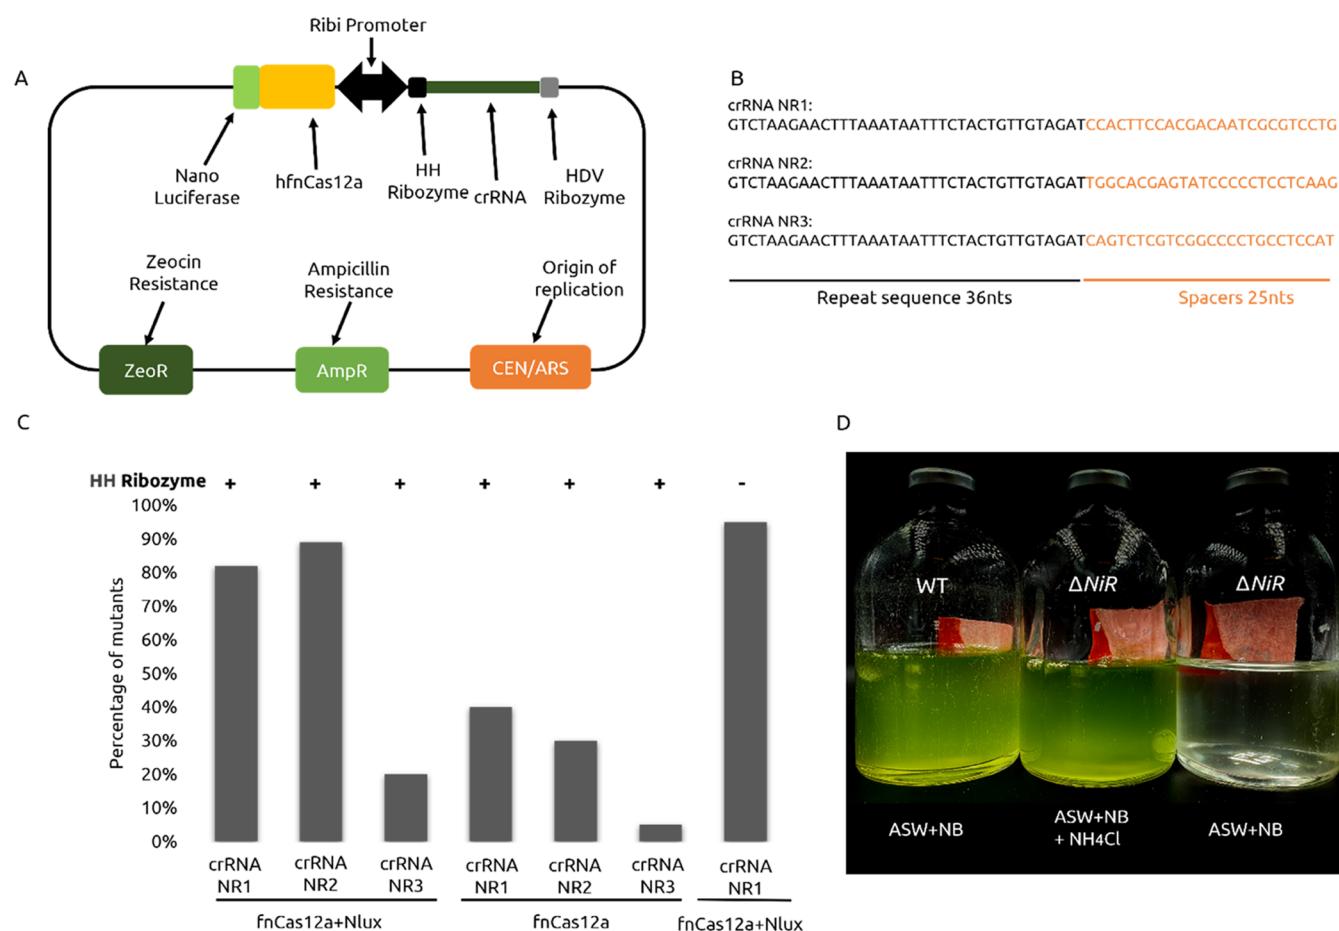 A
Ribi Promoter
Nano
Luciferase
hfnCas12a
HH
Ribozyme
crRNA
HDV
Ribozyme
Zeocin
Resistance
Ampicillin
Resistance
Origin of
replication
ZeoR
AmpR
CEN/ARS
B
crRNA NR1:
GTCTAAGAACTTTAAATAATTTCTACTGTTGTAGATCCACTTCCACGACAATCGCGTCCTG
crRNA NR2:
GTCTAAGAACTTTAAATAATTTCTACTGTTGTAGATTGGCACGAGTATCCCCCTCCTCAAG
crRNA NR3:
GTCTAAGAACTTTAAATAATTTCTACTGTTGTAGATCAGTCTCGTCGGCCCCTGCCTCCAT
Repeat sequence 36nts
Spacers 25nts
C
HH Ribozyme + + + + + + -
Percentage of mutants
100%
90%
80%
70%
60%
50%
40%
30%
20%
10%
0%
crRNA NR1
crRNA NR2
crRNA NR3
crRNA NR1
crRNA NR2
crRNA NR3
crRNA NR1
fnCas12a+Nlux
fnCas12a
fnCas12a+Nlux
D
WT
ΔNiR
ΔNiR
ASW+NB
ASW+NB
+ NH4Cl
ASW+NB